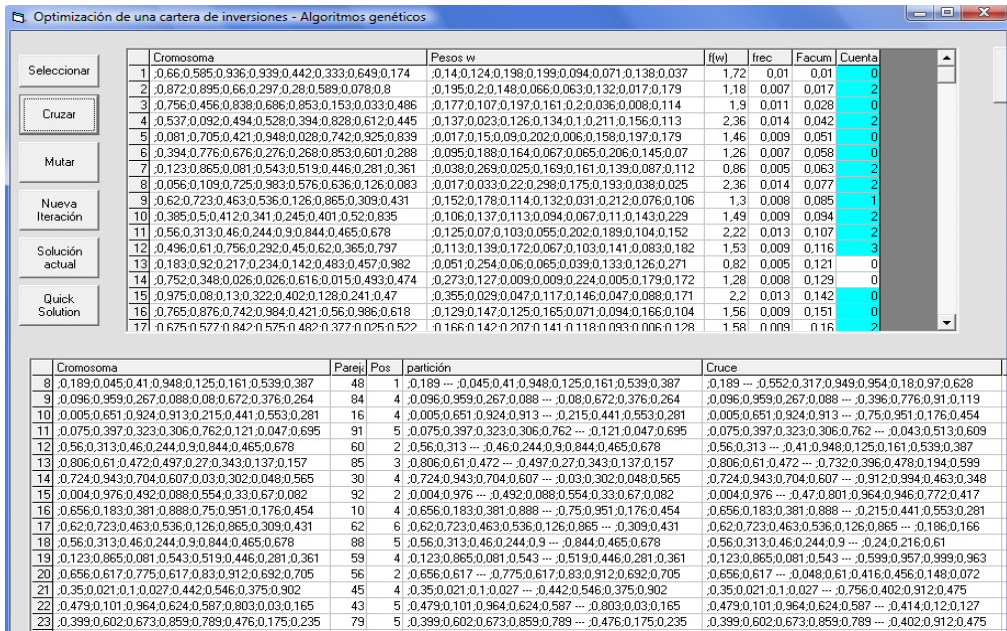 Optimización de una cartera de inversiones - Algoritmos genéticos
Seleccionar
Cruzar
Mutar
Nueva
Iteración
Solución
actual
Quick
Solution
Cromosoma Pesos w f(w) frec Facum Cuenta
1 ;0,66;0,585;0,936;0,939;0,442;0,333;0,649;0,174 ;0,14;0,124;0,198;0,199;0,094;0,071;0,138;0,037 1,72 0,01 0,01 0
2 ;0,872;0,895;0,66;0,297;0,28;0,589;0,078;0,8 ;0,195;0,2;0,148;0,066;0,063;0,132;0,017;0,179 1,18 0,007 0,017 2
3 ;0,756;0,456;0,838;0,686;0,853;0,153;0,033;0,486 ;0,177;0,107;0,197;0,161;0,2;0,036;0,008;0,114 1,9 0,011 0,028 0
4 ;0,537;0,092;0,494;0,528;0,394;0,828;0,612;0,445 ;0,137;0,023;0,126;0,134;0,1;0,211;0,156;0,113 2,36 0,014 0,042 2
5 ;0,081;0,705;0,421;0,948;0,028;0,742;0,925;0,839 ;0,017;0,15;0,09;0,202;0,006;0,158;0,197;0,179 1,46 0,009 0,051 0
6 ;0,394;0,776;0,676;0,276;0,268;0,853;0,601;0,288 ;0,095;0,188;0,164;0,067;0,065;0,206;0,145;0,07 1,26 0,007 0,058 0
7 ;0,123;0,865;0,081;0,543;0,519;0,446;0,281;0,361 ;0,038;0,269;0,025;0,169;0,161;0,139;0,087;0,112 0,86 0,005 0,063 2
8 ;0,056;0,109;0,725;0,983;0,576;0,636;0,126;0,083 ;0,017;0,033;0,22;0,298;0,175;0,193;0,038;0,025 2,36 0,014 0,077 2
9 ;0,62;0,723;0,463;0,536;0,126;0,865;0,309;0,431 ;0,152;0,178;0,114;0,132;0,031;0,212;0,076;0,106 1,3 0,008 0,085 1
10 ;0,385;0,5;0,412;0,341;0,245;0,401;0,52;0,835 ;0,106;0,137;0,113;0,094;0,067;0,11;0,143;0,229 1,49 0,009 0,094 2
11 ;0,56;0,313;0,46;0,244;0,9;0,844;0,465;0,678 ;0,125;0,07;0,103;0,055;0,202;0,189;0,104;0,152 2,22 0,013 0,107 2
12 ;0,496;0,61;0,756;0,292;0,45;0,62;0,365;0,797 ;0,113;0,139;0,172;0,067;0,103;0,141;0,083;0,182 1,53 0,009 0,116 3
13 ;0,183;0,92;0,217;0,234;0,142;0,483;0,457;0,982 ;0,051;0,254;0,06;0,065;0,039;0,133;0,126;0,271 0,82 0,005 0,121 0
14 ;0,752;0,348;0,026;0,026;0,616;0,015;0,493;0,474 ;0,273;0,127;0,009;0,009;0,224;0,005;0,179;0,172 1,28 0,008 0,129 0
15 ;0,975;0,08;0,13;0,322;0,402;0,128;0,241;0,47 ;0,355;0,029;0,047;0,117;0,146;0,047;0,088;0,171 2,2 0,013 0,142 0
16 ;0,765;0,876;0,742;0,984;0,421;0,56;0,986;0,618 ;0,129;0,147;0,125;0,165;0,071;0,094;0,166;0,104 1,56 0,009 0,151 0
17 ;0,675;0,577;0,842;0,575;0,482;0,377;0,025;0,522 ;0,166;0,142;0,207;0,141;0,118;0,093;0,006;0,128 1,58 0,009 0,16 2
Cromosoma Pareja Pos partición Cruce
8 ;0,189;0,045;0,41;0,948;0,125;0,161;0,539;0,387 48 1 ;0,189 --- ;0,045;0,41;0,948;0,125;0,161;0,539;0,387 ;0,189 --- ;0,552;0,317;0,949;0,954;0,18;0,97;0,628
9 ;0,096;0,959;0,267;0,088;0,08;0,672;0,376;0,264 84 4 ;0,096;0,959;0,267;0,088 --- ;0,08;0,672;0,376;0,264 ;0,096;0,959;0,267;0,088 --- ;0,396;0,776;0,91;0,119
10 ;0,005;0,651;0,924;0,913;0,215;0,441;0,553;0,281 16 4 ;0,005;0,651;0,924;0,913 --- ;0,215;0,441;0,553;0,281 ;0,005;0,651;0,924;0,913 --- ;0,75;0,951;0,176;0,454
11 ;0,075;0,397;0,323;0,306;0,762;0,121;0,047;0,695 91 5 ;0,075;0,397;0,323;0,306;0,762 --- ;0,121;0,047;0,695 ;0,075;0,397;0,323;0,306;0,762 --- ;0,043;0,513;0,609
12 ;0,56;0,313;0,46;0,244;0,9;0,844;0,465;0,678 60 2 ;0,56;0,313 --- ;0,46;0,244;0,9;0,844;0,465;0,678 ;0,56;0,313 --- ;0,41;0,948;0,125;0,161;0,539;0,387
13 ;0,806;0,61;0,472;0,497;0,27;0,343;0,137;0,157 85 3 ;0,806;0,61;0,472 --- ;0,497;0,27;0,343;0,137;0,157 ;0,806;0,61;0,472 --- ;0,732;0,396;0,478;0,194;0,599
14 ;0,724;0,943;0,704;0,607;0,03;0,302;0,048;0,565 30 4 ;0,724;0,943;0,704;0,607 --- ;0,03;0,302;0,048;0,565 ;0,724;0,943;0,704;0,607 --- ;0,912;0,994;0,463;0,348
15 ;0,004;0,976;0,492;0,088;0,554;0,33;0,67;0,082 92 2 ;0,004;0,976 --- ;0,492;0,088;0,554;0,33;0,67;0,082 ;0,004;0,976 --- ;0,47;0,801;0,964;0,946;0,772;0,417
16 ;0,656;0,183;0,381;0,888;0,75;0,951;0,176;0,454 10 4 ;0,656;0,183;0,381;0,888 --- ;0,75;0,951;0,176;0,454 ;0,656;0,183;0,381;0,888 --- ;0,215;0,441;0,553;0,281
17 ;0,62;0,723;0,463;0,536;0,126;0,865;0,309;0,431 62 6 ;0,62;0,723;0,463;0,536;0,126;0,865 --- ;0,309;0,431 ;0,62;0,723;0,463;0,536;0,126;0,865 --- ;0,186;0,166
18 ;0,56;0,313;0,46;0,244;0,9;0,844;0,465;0,678 88 5 ;0,56;0,313;0,46;0,244;0,9 --- ;0,844;0,465;0,678 ;0,56;0,313;0,46;0,244;0,9 --- ;0,24;0,216;0,61
19 ;0,123;0,865;0,081;0,543;0,519;0,446;0,281;0,361 59 4 ;0,123;0,865;0,081;0,543 --- ;0,519;0,446;0,281;0,361 ;0,123;0,865;0,081;0,543 --- ;0,599;0,957;0,999;0,963
20 ;0,656;0,617;0,775;0,617;0,83;0,912;0,692;0,705 56 2 ;0,656;0,617 --- ;0,775;0,617;0,83;0,912;0,692;0,705 ;0,656;0,617 --- ;0,048;0,61;0,416;0,456;0,148;0,072
21 ;0,35;0,021;0,1;0,027;0,442;0,546;0,375;0,902 45 4 ;0,35;0,021;0,1;0,027 --- ;0,442;0,546;0,375;0,902 ;0,35;0,021;0,1;0,027 --- ;0,756;0,402;0,912;0,475
22 ;0,479;0,101;0,964;0,624;0,587;0,803;0,03;0,165 43 5 ;0,479;0,101;0,964;0,624;0,587 --- ;0,803;0,03;0,165 ;0,479;0,101;0,964;0,624;0,587 --- ;0,414;0,12;0,127
23 ;0,399;0,602;0,673;0,859;0,789;0,476;0,175;0,235 79 5 ;0,399;0,602;0,673;0,859;0,789 --- ;0,476;0,175;0,235 ;0,399;0,602;0,673;0,859;0,789 --- ;0,402;0,912;0,475